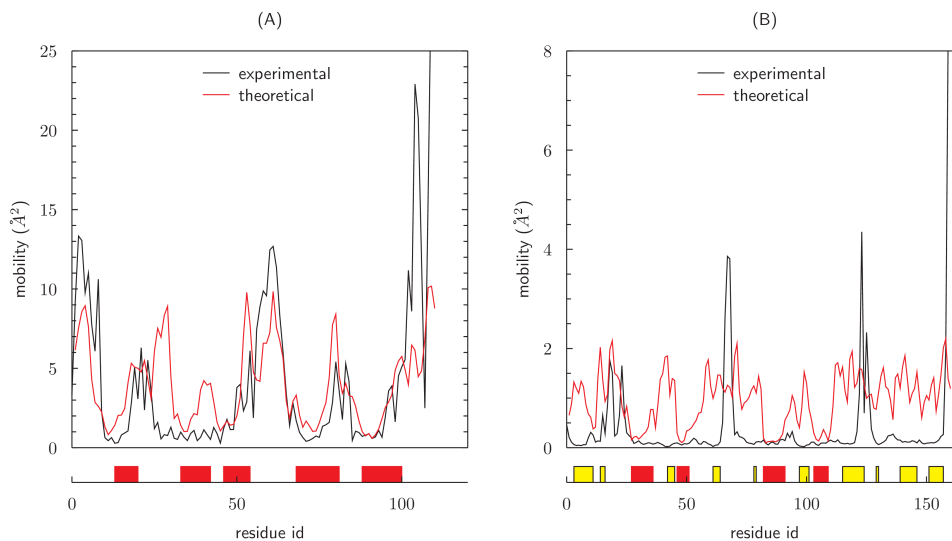 (A)
25
20
15
10
5
0
mobility (Å²)
experimental
theoretical
0
50
100
residue id
(B)
8
6
4
2
0
mobility (Å²)
experimental
theoretical
0
50
100
150
residue id